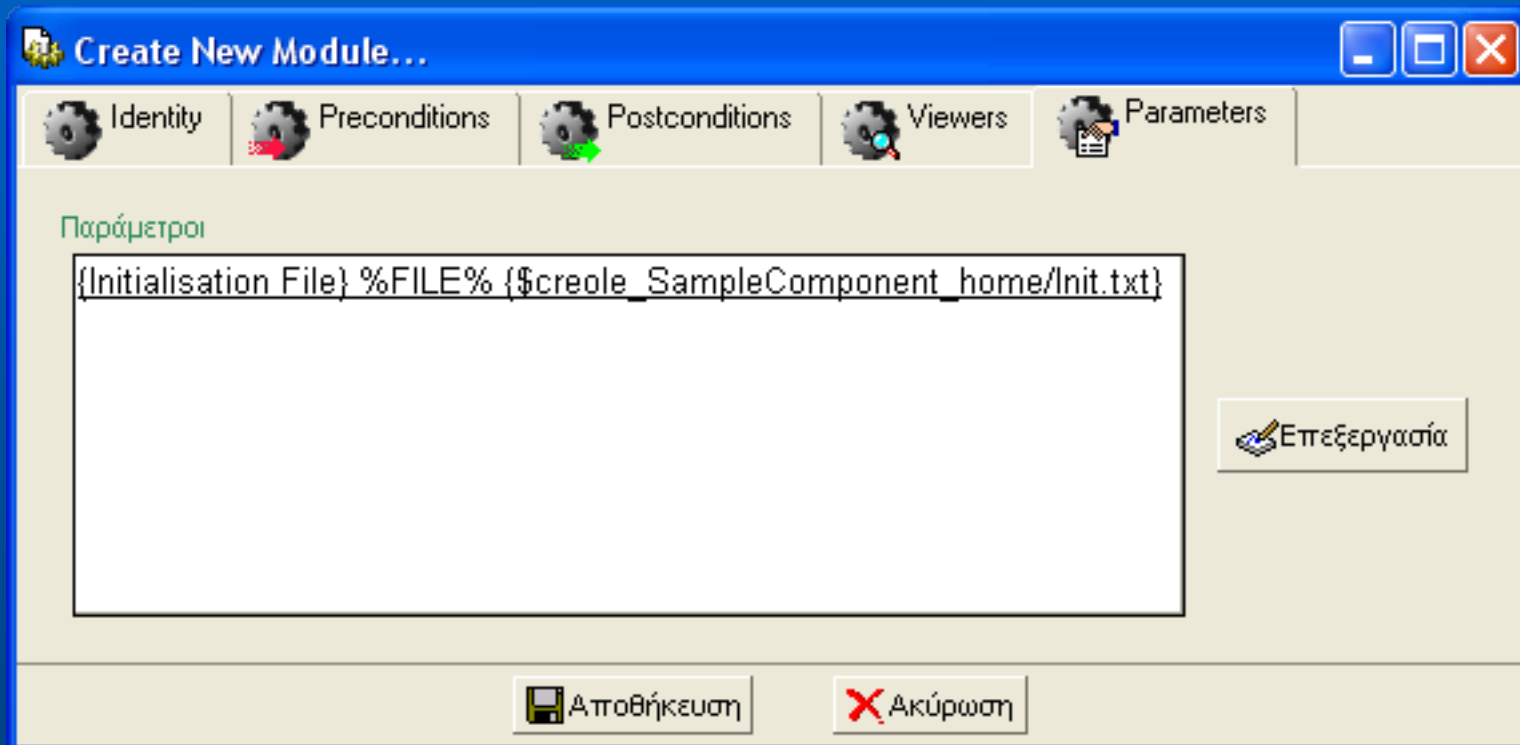 Create New Module...
Identity Preconditions Postconditions Viewers Parameters
Παράμετροι
{Initialisation File} %FILE% {$creole_SampleComponent_home/Init.txt}
Επεξεργασία
Αποθήκευση Ακύρωση